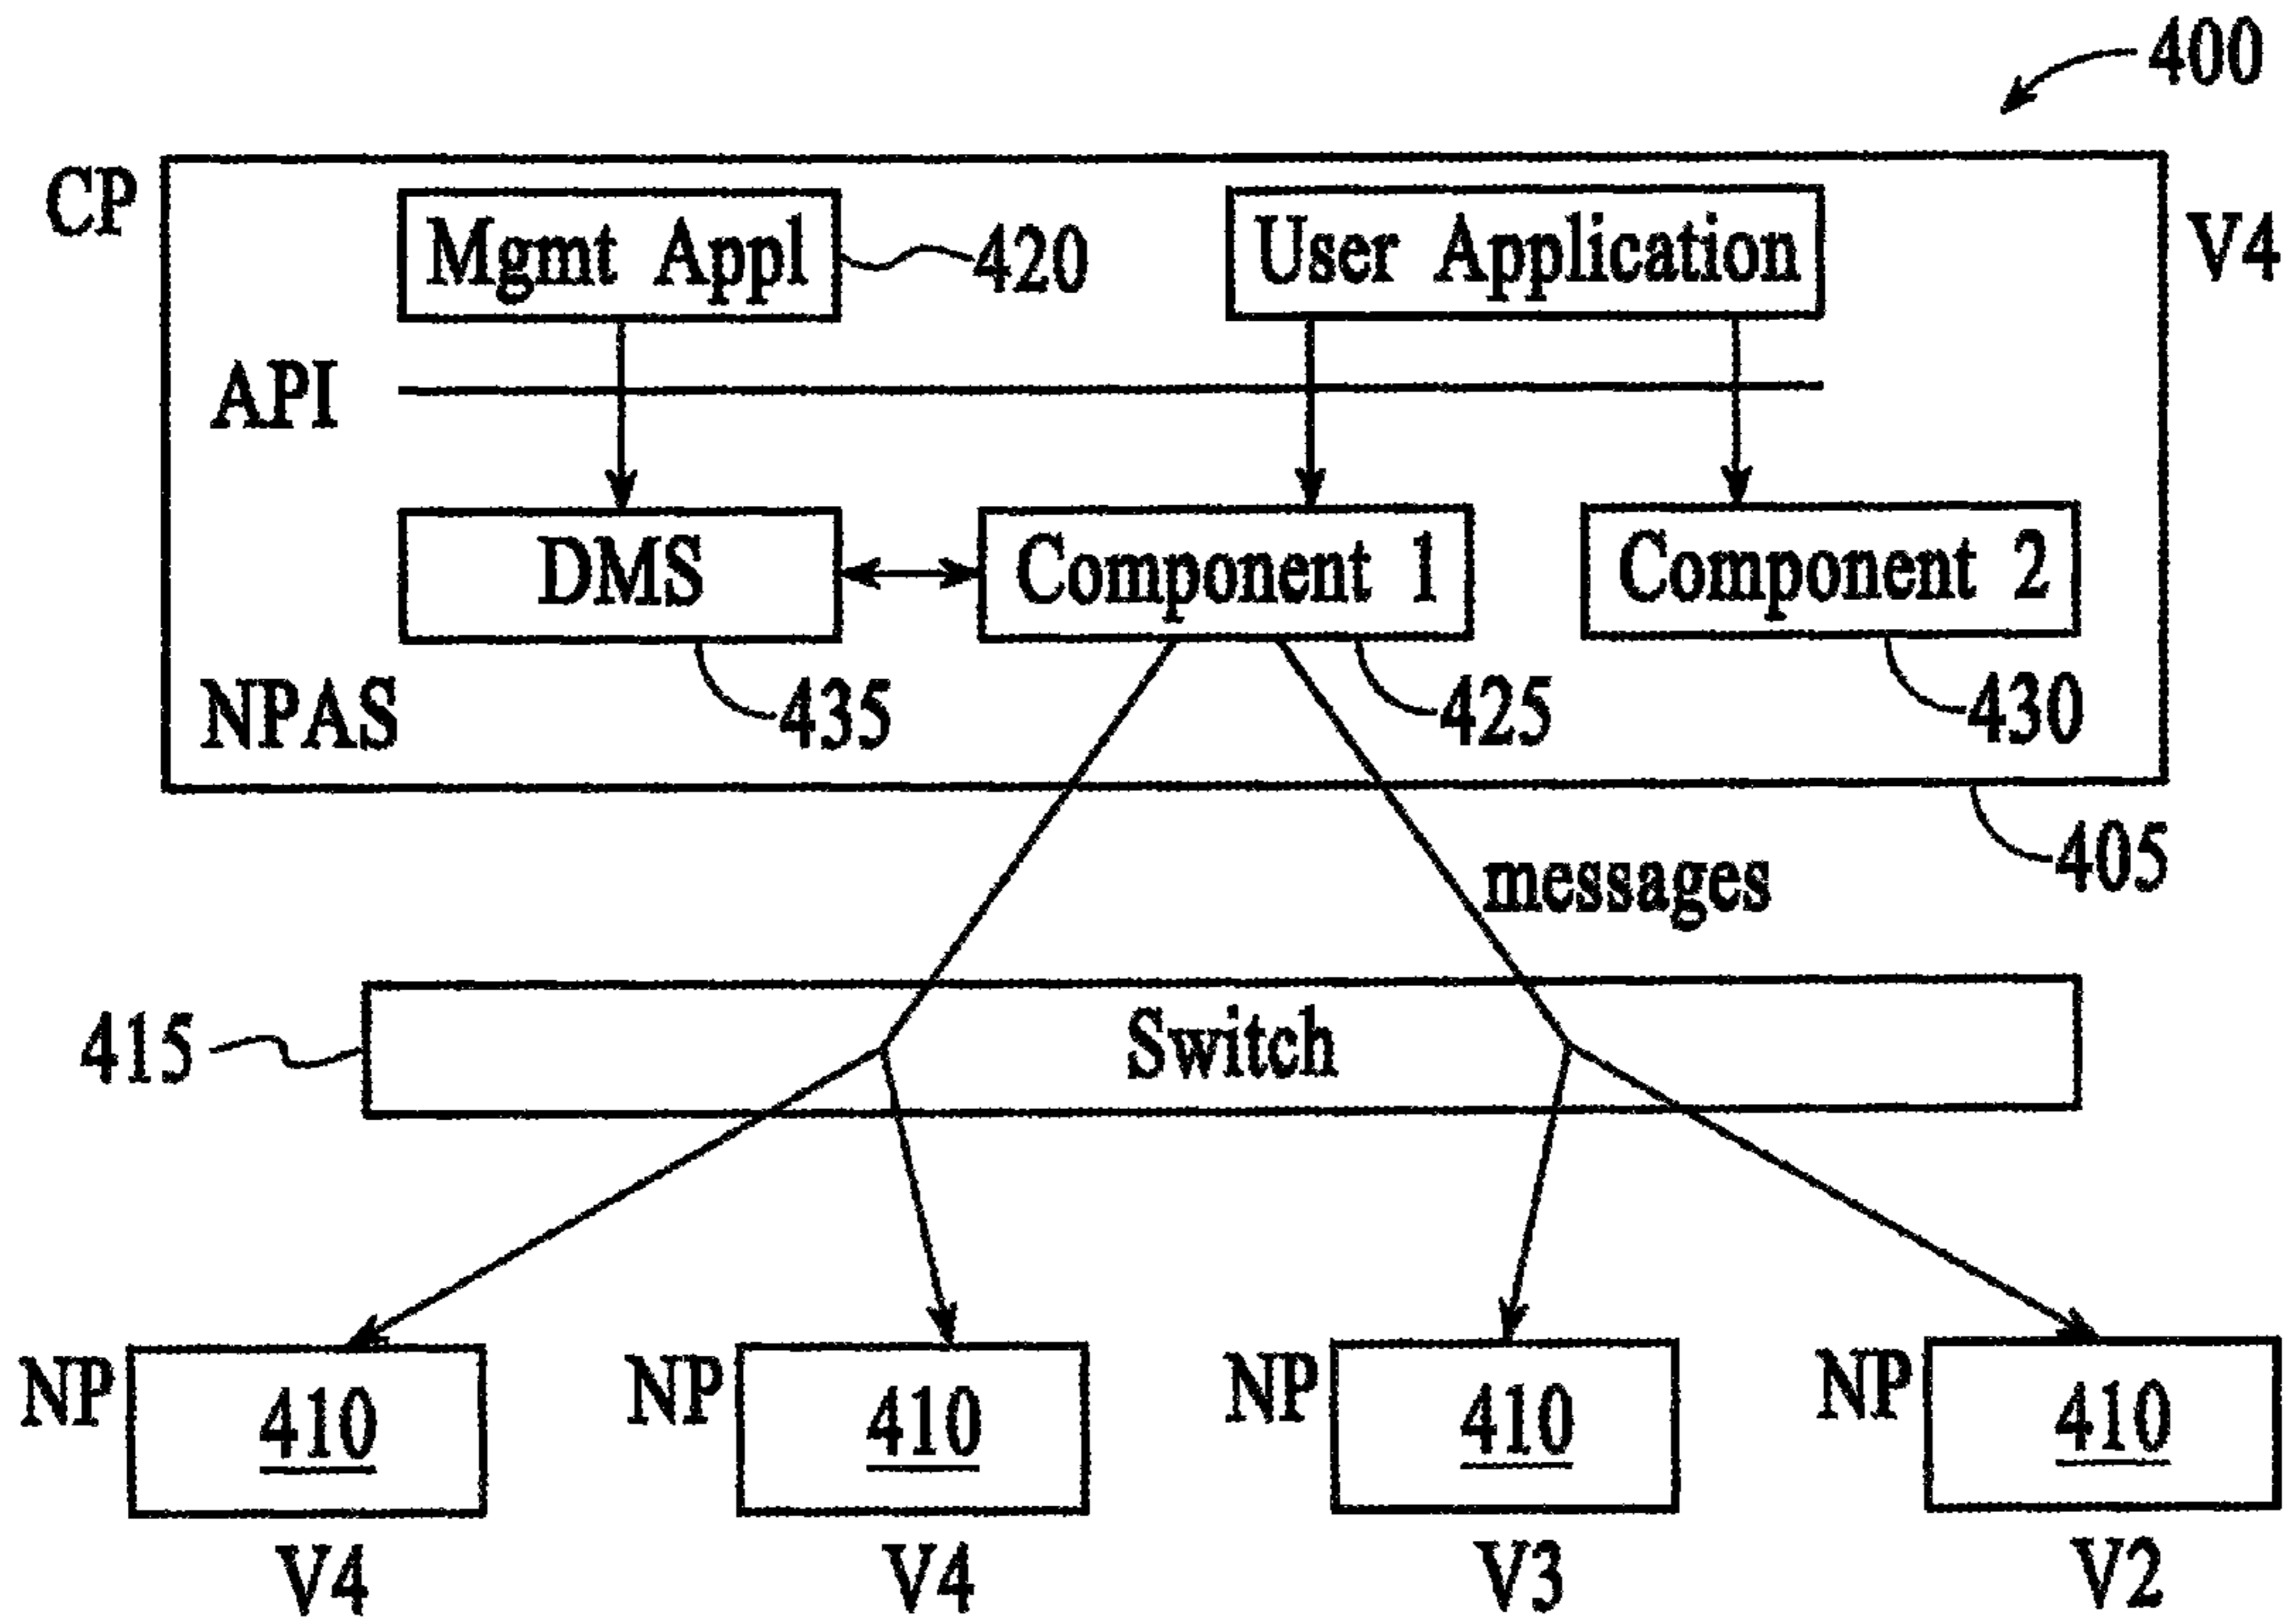 400
CP
V4
Mgmt Appl
420
User Application
API
DMS
Component 1
Component 2
NPAS
435
425
430
405
messages
415
Switch
NP
410
NP
410
NP
410
NP
410
V4
V4
V3
V2